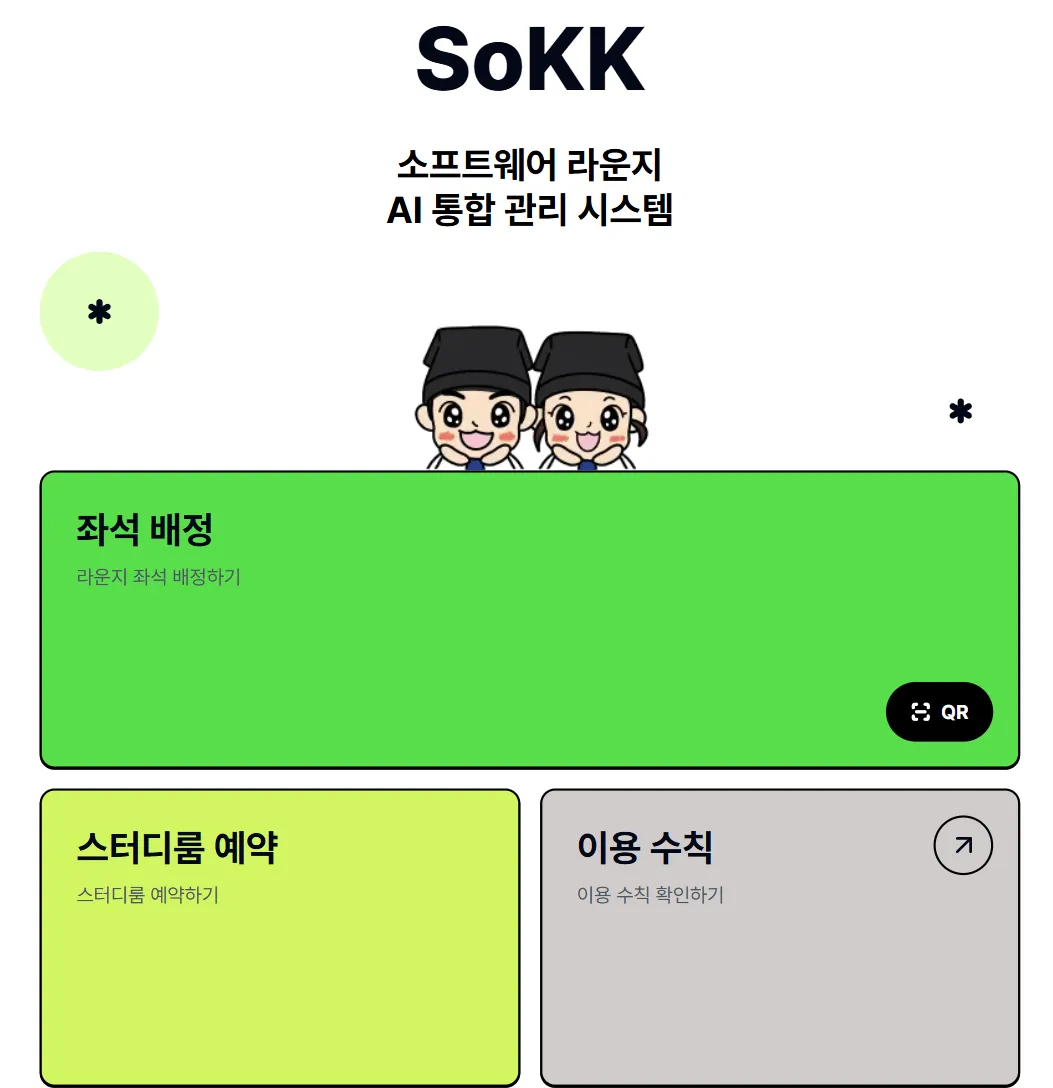 SoKK
소프트웨어 라운지
AI 통합 관리 시스템
좌석 배정
라운지 좌석 배정하기
QR
스터디룸 예약
스터디룸 예약하기
이용 수칙
이용 수칙 확인하기